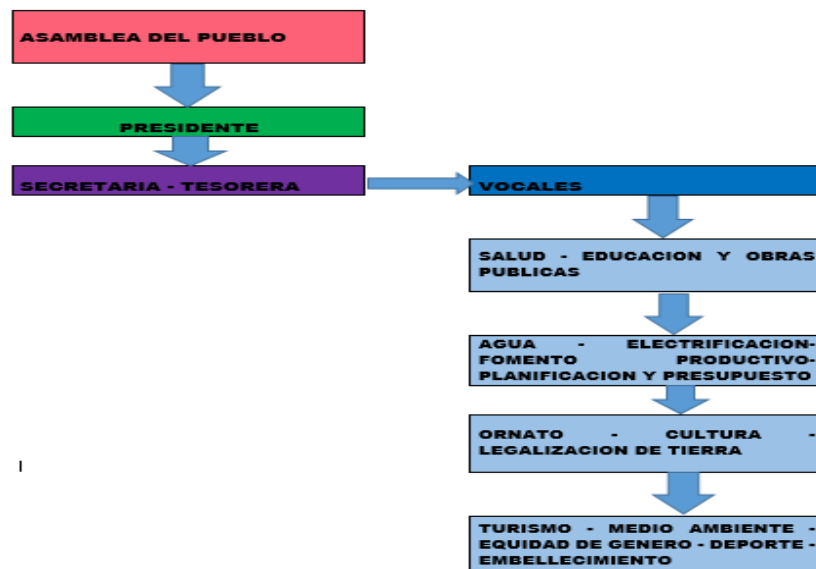 ASAMBLEA DEL PUEBLO
PRESIDENTE
SECRETARIA - TESORERA
VOCALES
SALUD - EDUCACION Y OBRAS
PUBLICAS
AGUA - ELECTRIFICACION-
FOMENTO PRODUCTIVO-
PLANIFICACION Y PRESUPUESTO
ORNATO - CULTURA -
LEGALIZACION DE TIERRA
TURISMO - MEDIO AMBIENTE -
EQUIDAD DE GENERO - DEPORTE -
EMBELLECIMIENTO